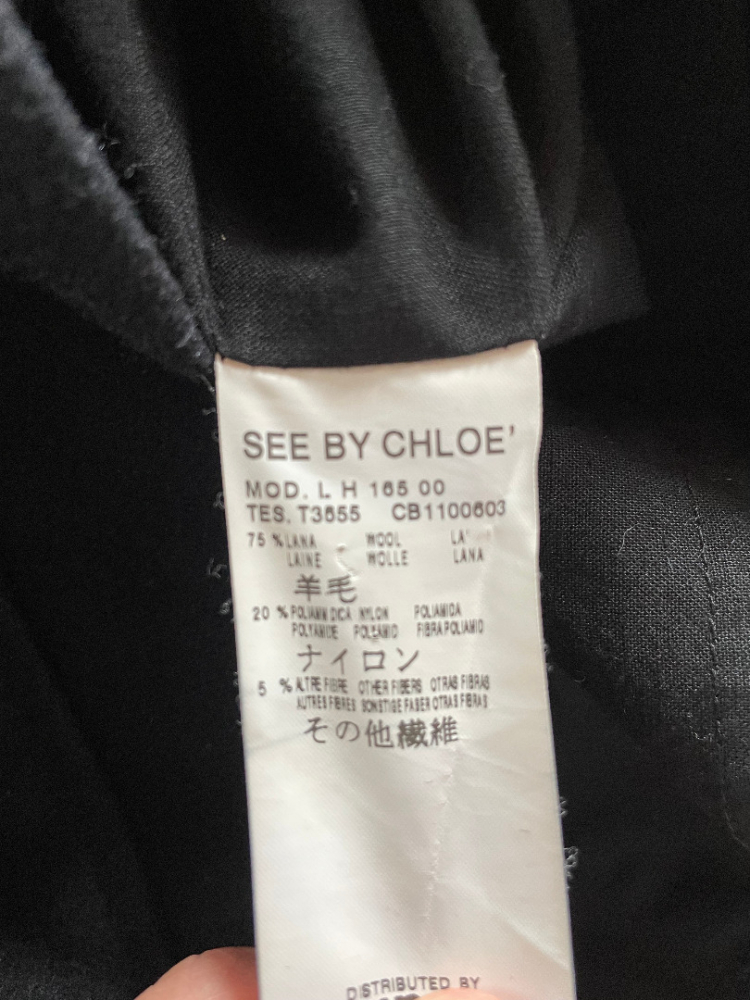 SEE BY CHLOE'
MOD. L H 165 00
TES. T3655 CB1100603
75 % LANA WOOL
LAINE WOLLE LANA
羊毛
20 % POLIAMMIDICA NYLON POLIAMIDA
POLYAMIDE POLYAMID FIBRA POLIAMID
ナイロン
5 % ALTRE FIBRE OTHER FIBERS OTRAS FIBRAS
AUTRES FIBRES SONSTIGE FASER OTRAS FIBRAS
その他繊維
DISTRIBUTED BY